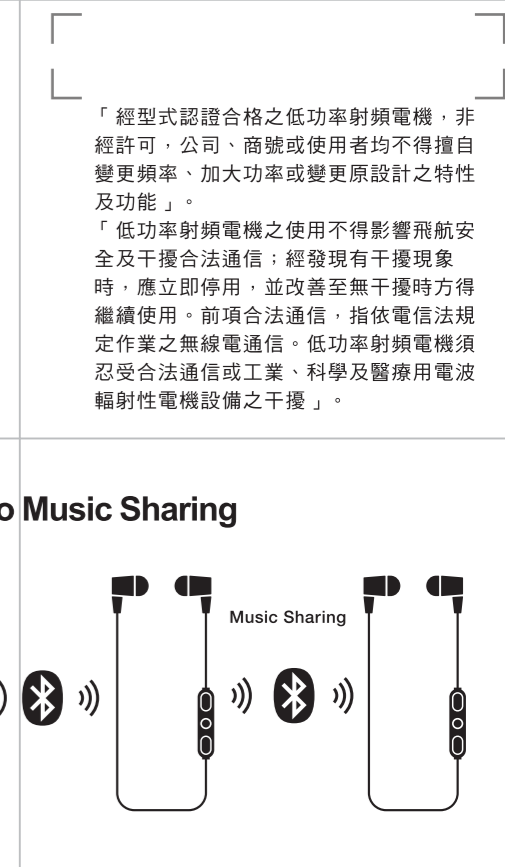 「 經型式認證合格之低功率射頻電機，非
經許可，公司、商號或使用者均不得擅自
變更頻率、加大功率或變更原設計之特性
及功能 」。
「 低功率射頻電機之使用不得影響飛航安
全及干擾合法通信；經發現有干擾現象
時，應立即停用，並改善至無干擾時方得
繼續使用。前項合法通信，指依電信法規
定作業之無線電通信。低功率射頻電機須
忍受合法通信或工業、科學及醫療用電波
輻射性電機設備之干擾 」。
o Music Sharing
Music Sharing